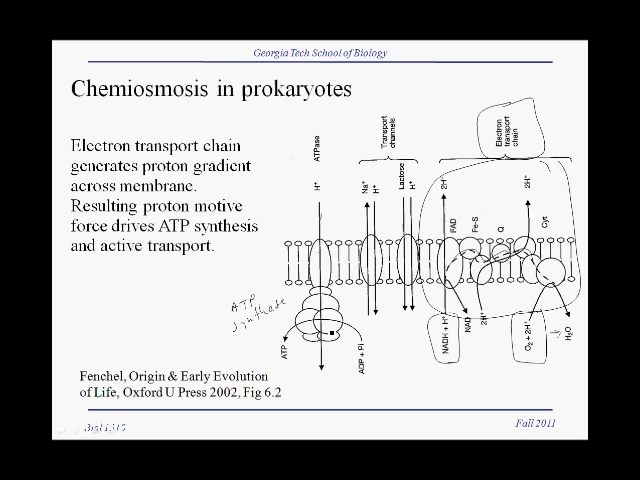 Georgia Tech School of Biology
Chemiosmosis in prokaryotes
Electron transport chain
generates proton gradient
across membrane.
Resulting proton motive
force drives ATP synthesis
and active transport.
ATPase
H⁺
Transport
channels
Na⁺
H⁺
Lactose
H⁺
Electron
transport
chain
2H⁺
FAD
Fe-S
Q
2H⁺
Cyt
ATP
synthase
ATP
ADP + Pi
NADH + H⁺
NAD
2H⁺
O₂ + 2H⁺
H₂O
Fenchel, Origin & Early Evolution
of Life, Oxford U Press 2002, Fig 6.2
Fall 2011